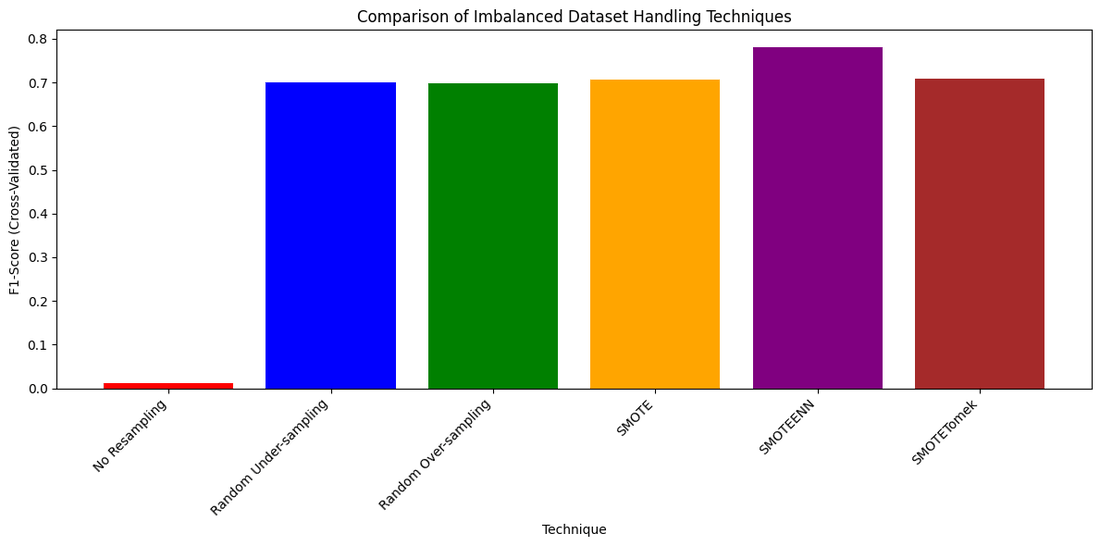 Comparison of Imbalanced Dataset Handling Techniques
F1-Score (Cross-Validated)
0.8
0.7
0.6
0.5
0.4
0.3
0.2
0.1
0.0
No Resampling
Random Under-sampling
Random Over-sampling
SMOTE
SMOTEENN
SMOTETomek
Technique